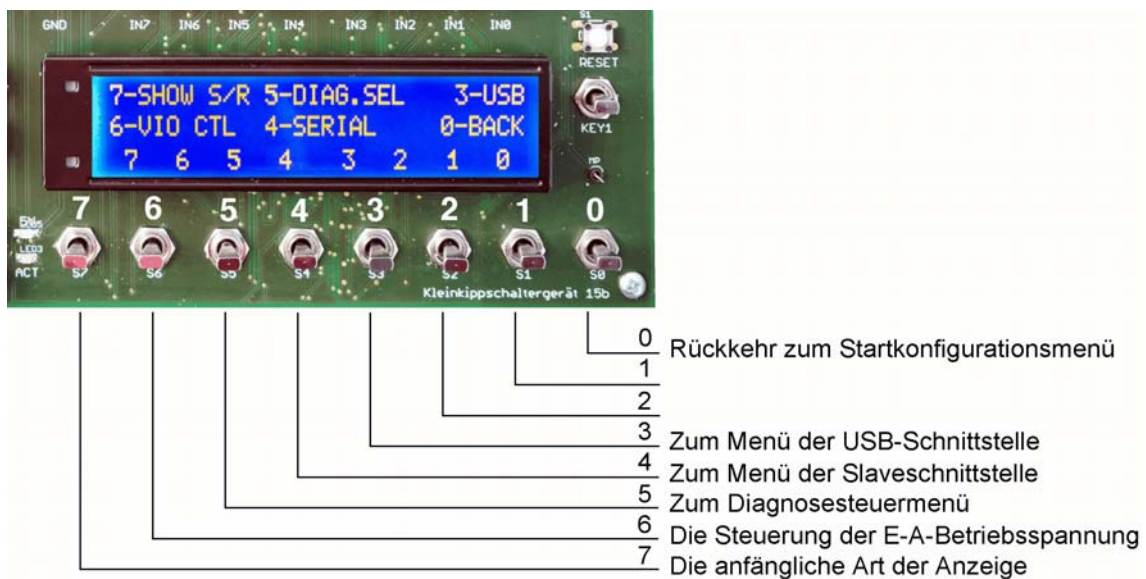 GND IN7 IN6 IN5 IN4 IN3 IN2 IN1 IN0
S1
RESET
7-SHOW S/R 5-DIAG.SEL 3-USB
6-VIO CTL 4-SERIAL 0-BACK
7 6 5 4 3 2 1 0
KEY1
MP
7 6 5 4 3 2 1 0
LED3
ACT
S7 S6 S5 S4 S3 S2 S1 S0
Kleinkippschaltergerät 15b
0 Rückkehr zum Startkonfigurationsmenü
1
2
3 Zum Menü der USB-Schnittstelle
4 Zum Menü der Slaveschnittstelle
5 Zum Diagnosesteuermenü
6 Die Steuerung der E-A-Betriebsspannung
7 Die anfängliche Art der Anzeige